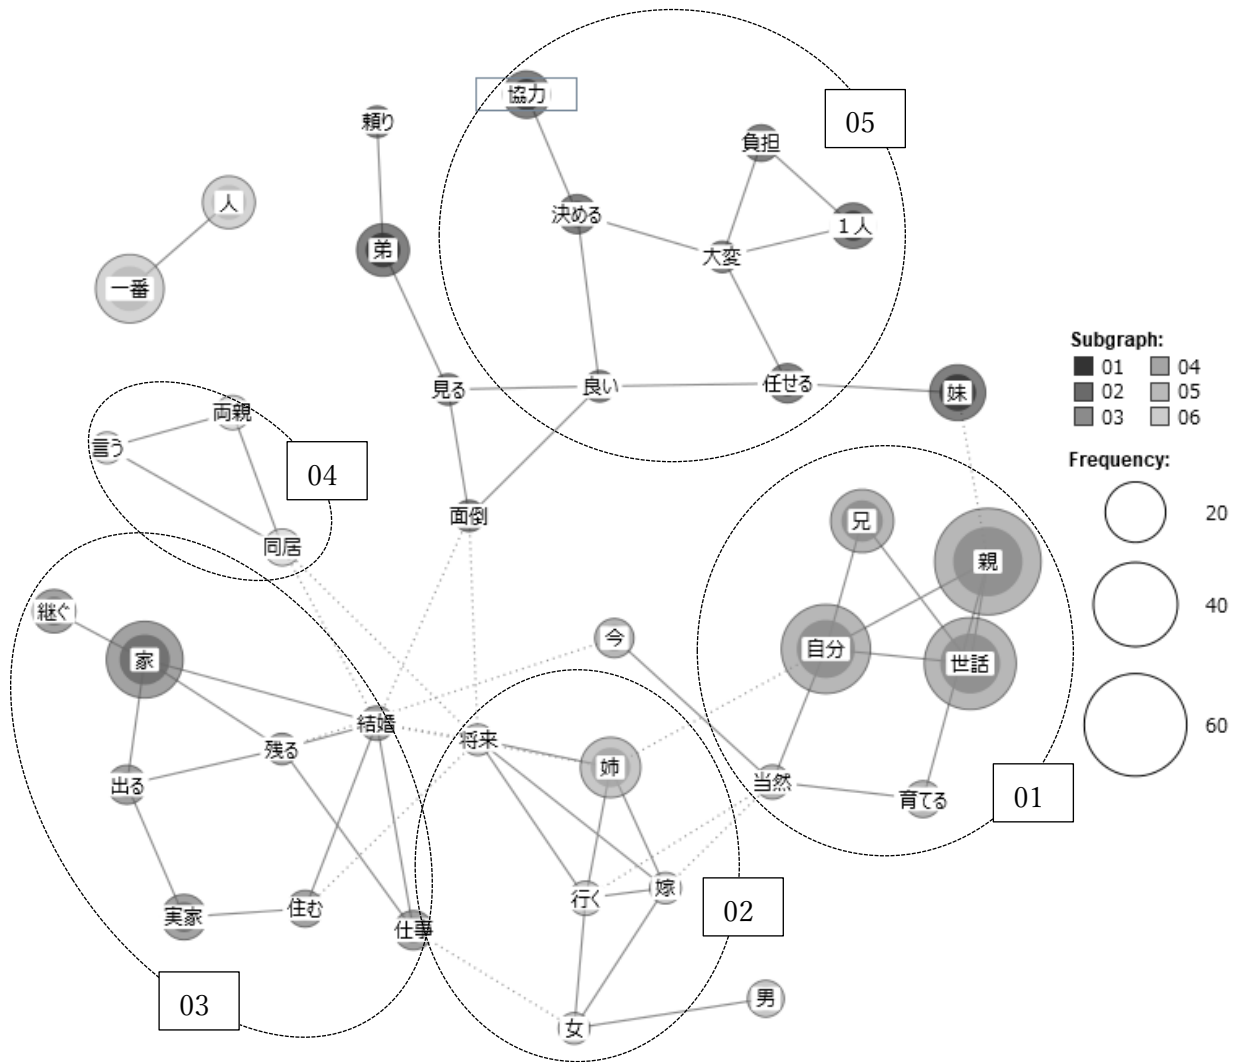 協力
05
頼り
負担
人
決める
１人
弟
大変
一番
見る
良い
任せる
妹
両親
言う
04
面倒
同居
兄
親
継ぐ
家
今
自分
世話
結婚
将来
残る
姉
出る
当然
育てる
01
行く
嫁
02
実家
住む
仕事
03
男
女
Subgraph:
01 04
02 05
03 06
Frequency:
20
40
60